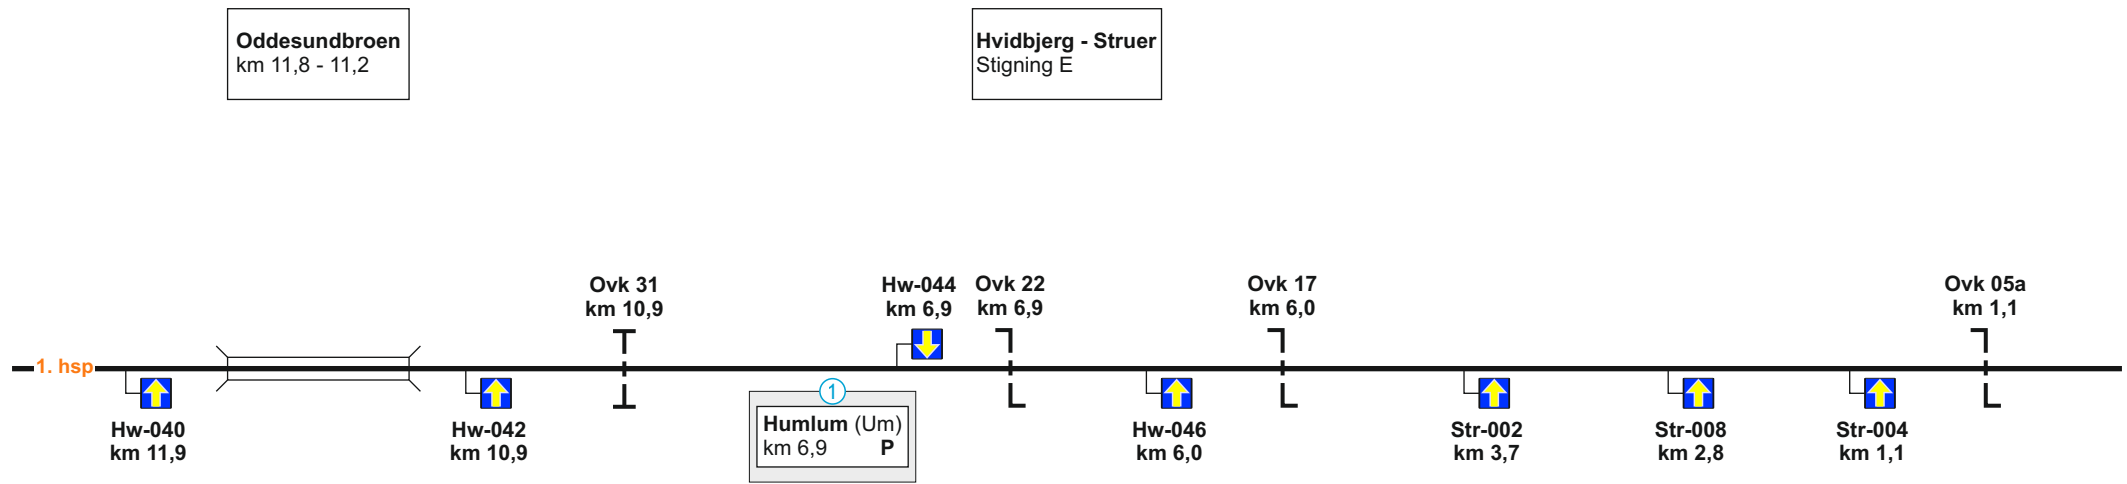 Oddesundbroen
km 11,8 - 11,2
Hvidbjerg - Struer
Stigning E
Ovk 31
km 10,9
Hw-044
km 6,9
Ovk 22
km 6,9
Ovk 17
km 6,0
Ovk 05a
km 1,1
1. hsp
Hw-040
km 11,9
Hw-042
km 10,9
1
Humlum (Um)
km 6,9 P
Hw-046
km 6,0
Str-002
km 3,7
Str-008
km 2,8
Str-004
km 1,1